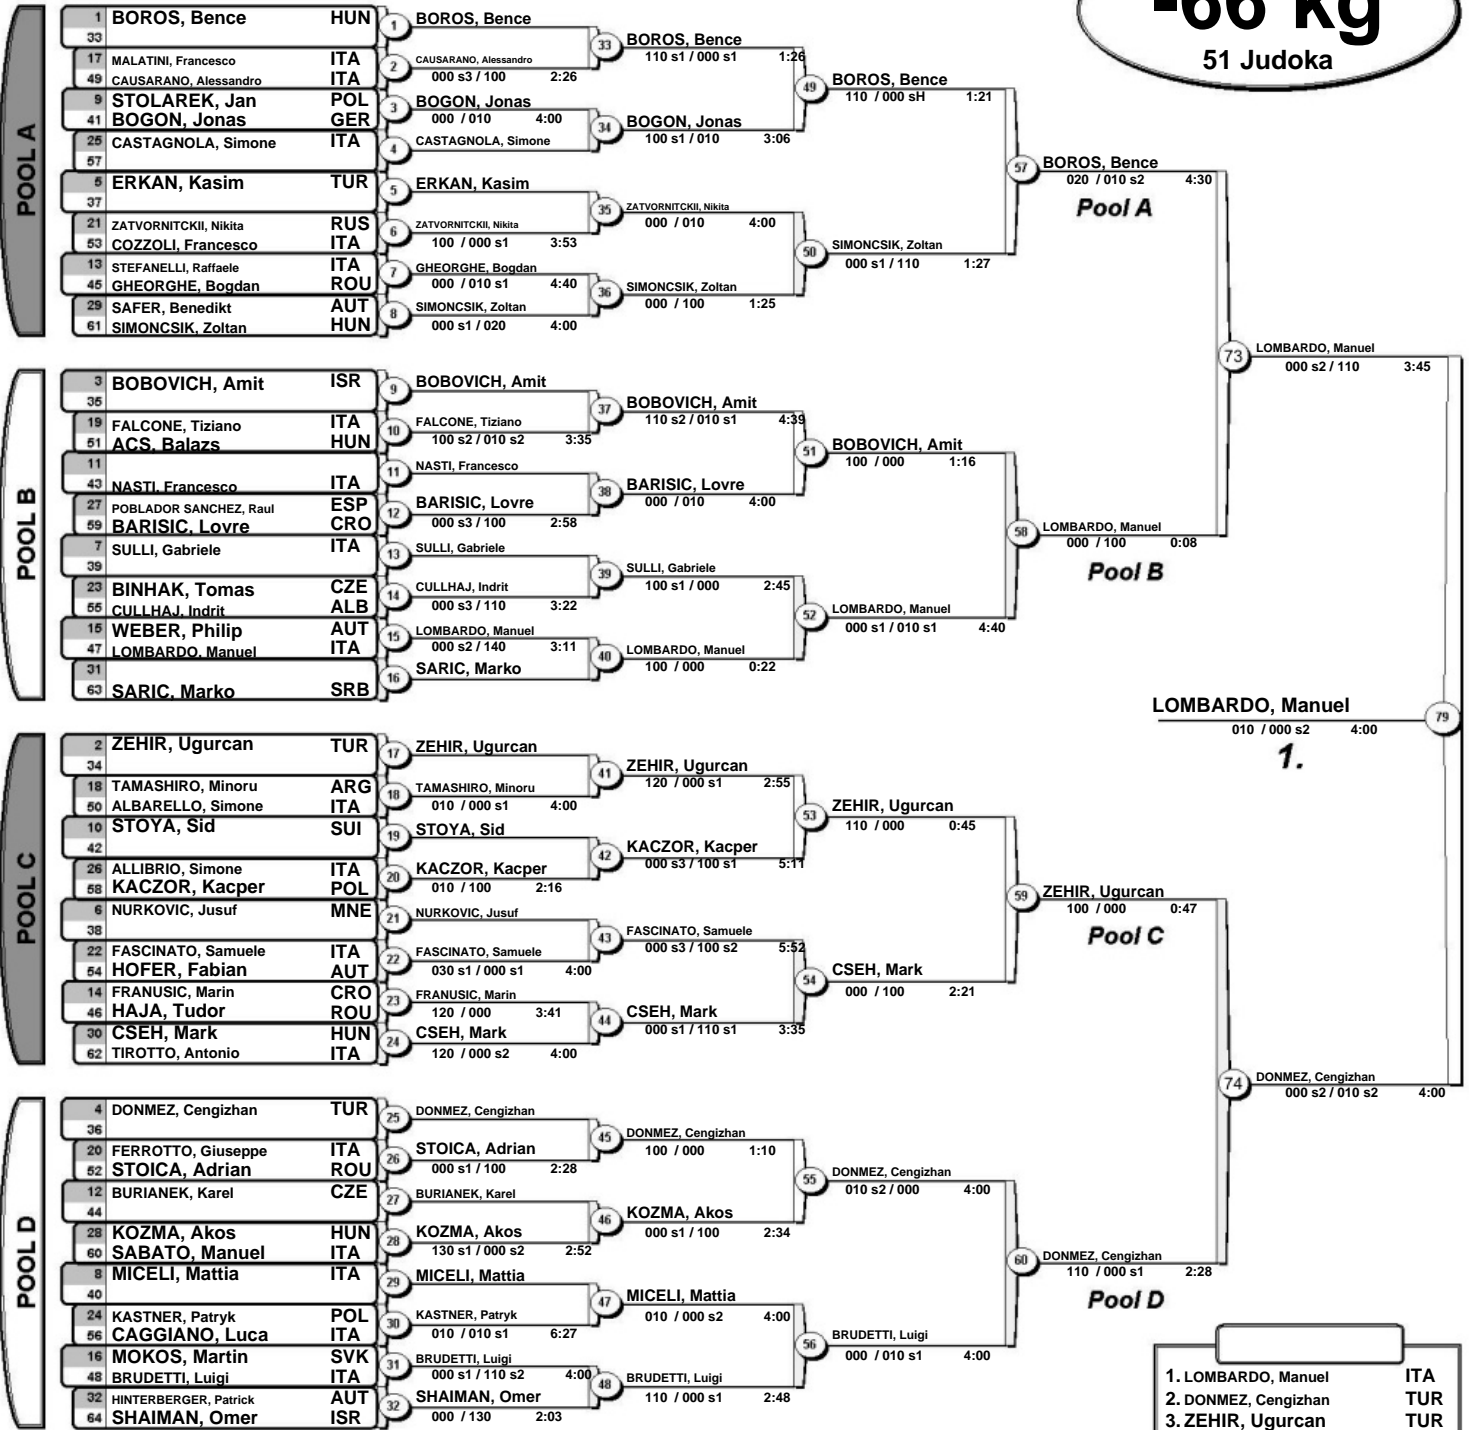 -66 kg
51 Judoka
POOL A
1 BOROS, Bence HUN
33
17 MALATINI, Francesco ITA
49 CAUSARANO, Alessandro ITA
9 STOLAREK, Jan POL
41 BOGON, Jonas GER
25 CASTAGNOLA, Simone ITA
57
5 ERKAN, Kasim TUR
37
21 ZATVORNITCKII, Nikita RUS
53 COZZOLI, Francesco ITA
13 STEFANELLI, Raffaele ITA
45 GHEORGHE, Bogdan ROU
29 SAFER, Benedikt AUT
61 SIMONCSIK, Zoltan HUN
1 BOROS, Bence
2 CAUSARANO, Alessandro
000 s3 / 100 2:26
3 BOGON, Jonas
000 / 010 4:00
4 CASTAGNOLA, Simone
5 ERKAN, Kasim
6 ZATVORNITCKII, Nikita
100 / 000 s1 3:53
7 GHEORGHE, Bogdan
000 / 010 s1 4:40
8 SIMONCSIK, Zoltan
000 s1 / 020 4:00
33 BOROS, Bence
110 s1 / 000 s1 1:26
34 BOGON, Jonas
100 s1 / 010 3:06
35 ZATVORNITCKII, Nikita
000 / 010 4:00
36 SIMONCSIK, Zoltan
000 / 100 1:25
49 BOROS, Bence
110 / 000 sH 1:21
50 SIMONCSIK, Zoltan
000 s1 / 110 1:27
57 BOROS, Bence
020 / 010 s2 4:30
Pool A
POOL B
3 BOBOVICH, Amit ISR
35
19 FALCONE, Tiziano ITA
51 ACS, Balazs HUN
11
43 NASTI, Francesco ITA
27 POBLADOR SANCHEZ, Raul ESP
59 BARISIC, Lovre CRO
7 SULLI, Gabriele ITA
39
23 BINHAK, Tomas CZE
55 CULLHAJ, Indrit ALB
15 WEBER, Philip AUT
47 LOMBARDO, Manuel ITA
31
63 SARIC, Marko SRB
9 BOBOVICH, Amit
10 FALCONE, Tiziano
100 s2 / 010 s2 3:35
11 NASTI, Francesco
12 BARISIC, Lovre
000 s3 / 100 2:58
13 SULLI, Gabriele
14 CULLHAJ, Indrit
000 s3 / 110 3:22
15 LOMBARDO, Manuel
000 s2 / 140 3:11
16 SARIC, Marko
37 BOBOVICH, Amit
110 s2 / 010 s1 4:39
38 BARISIC, Lovre
000 / 010 4:00
39 SULLI, Gabriele
100 s1 / 000 2:45
40 LOMBARDO, Manuel
100 / 000 0:22
51 BOBOVICH, Amit
100 / 000 1:16
52 LOMBARDO, Manuel
000 s1 / 010 s1 4:40
58 LOMBARDO, Manuel
000 / 100 0:08
Pool B
73 LOMBARDO, Manuel
000 s2 / 110 3:45
LOMBARDO, Manuel 79
010 / 000 s2 4:00
1.
POOL C
2 ZEHIR, Ugurcan TUR
34
18 TAMASHIRO, Minoru ARG
50 ALBARELLO, Simone ITA
10 STOYA, Sid SUI
42
26 ALLIBRIO, Simone ITA
58 KACZOR, Kacper POL
6 NURKOVIC, Jusuf MNE
38
22 FASCINATO, Samuele ITA
54 HOFER, Fabian AUT
14 FRANUSIC, Marin CRO
46 HAJA, Tudor ROU
30 CSEH, Mark HUN
62 TIROTTO, Antonio ITA
17 ZEHIR, Ugurcan
18 TAMASHIRO, Minoru
010 / 000 s1 4:00
19 STOYA, Sid
20 KACZOR, Kacper
010 / 100 2:16
21 NURKOVIC, Jusuf
22 FASCINATO, Samuele
030 s1 / 000 s1 4:00
23 FRANUSIC, Marin
120 / 000 3:41
24 CSEH, Mark
120 / 000 s2 4:00
41 ZEHIR, Ugurcan
120 / 000 s1 2:55
42 KACZOR, Kacper
000 s3 / 100 s1 5:11
43 FASCINATO, Samuele
000 s3 / 100 s2 5:52
44 CSEH, Mark
000 s1 / 110 s1 3:35
53 ZEHIR, Ugurcan
110 / 000 0:45
54 CSEH, Mark
000 / 100 2:21
59 ZEHIR, Ugurcan
100 / 000 0:47
Pool C
74 DONMEZ, Cengizhan
000 s2 / 010 s2 4:00
POOL D
4 DONMEZ, Cengizhan TUR
36
20 FERROTTO, Giuseppe ITA
52 STOICA, Adrian ROU
12 BURIANEK, Karel CZE
44
28 KOZMA, Akos HUN
60 SABATO, Manuel ITA
8 MICELI, Mattia ITA
40
24 KASTNER, Patryk POL
56 CAGGIANO, Luca ITA
16 MOKOS, Martin SVK
48 BRUDETTI, Luigi ITA
32 HINTERBERGER, Patrick AUT
64 SHAIMAN, Omer ISR
25 DONMEZ, Cengizhan
26 STOICA, Adrian
000 s1 / 100 2:28
27 BURIANEK, Karel
28 KOZMA, Akos
130 s1 / 000 s2 2:52
29 MICELI, Mattia
30 KASTNER, Patryk
010 / 010 s1 6:27
31 BRUDETTI, Luigi
000 s1 / 110 s2 4:00
32 SHAIMAN, Omer
000 / 130 2:03
45 DONMEZ, Cengizhan
100 / 000 1:10
46 KOZMA, Akos
000 s1 / 100 2:34
47 MICELI, Mattia
010 / 000 s2 4:00
48 BRUDETTI, Luigi
110 / 000 s1 2:48
55 DONMEZ, Cengizhan
010 s2 / 000 4:00
56 BRUDETTI, Luigi
000 / 010 s1 4:00
60 DONMEZ, Cengizhan
110 / 000 s1 2:28
Pool D
1. LOMBARDO, Manuel ITA
2. DONMEZ, Cengizhan TUR
3. ZEHIR, Ugurcan TUR